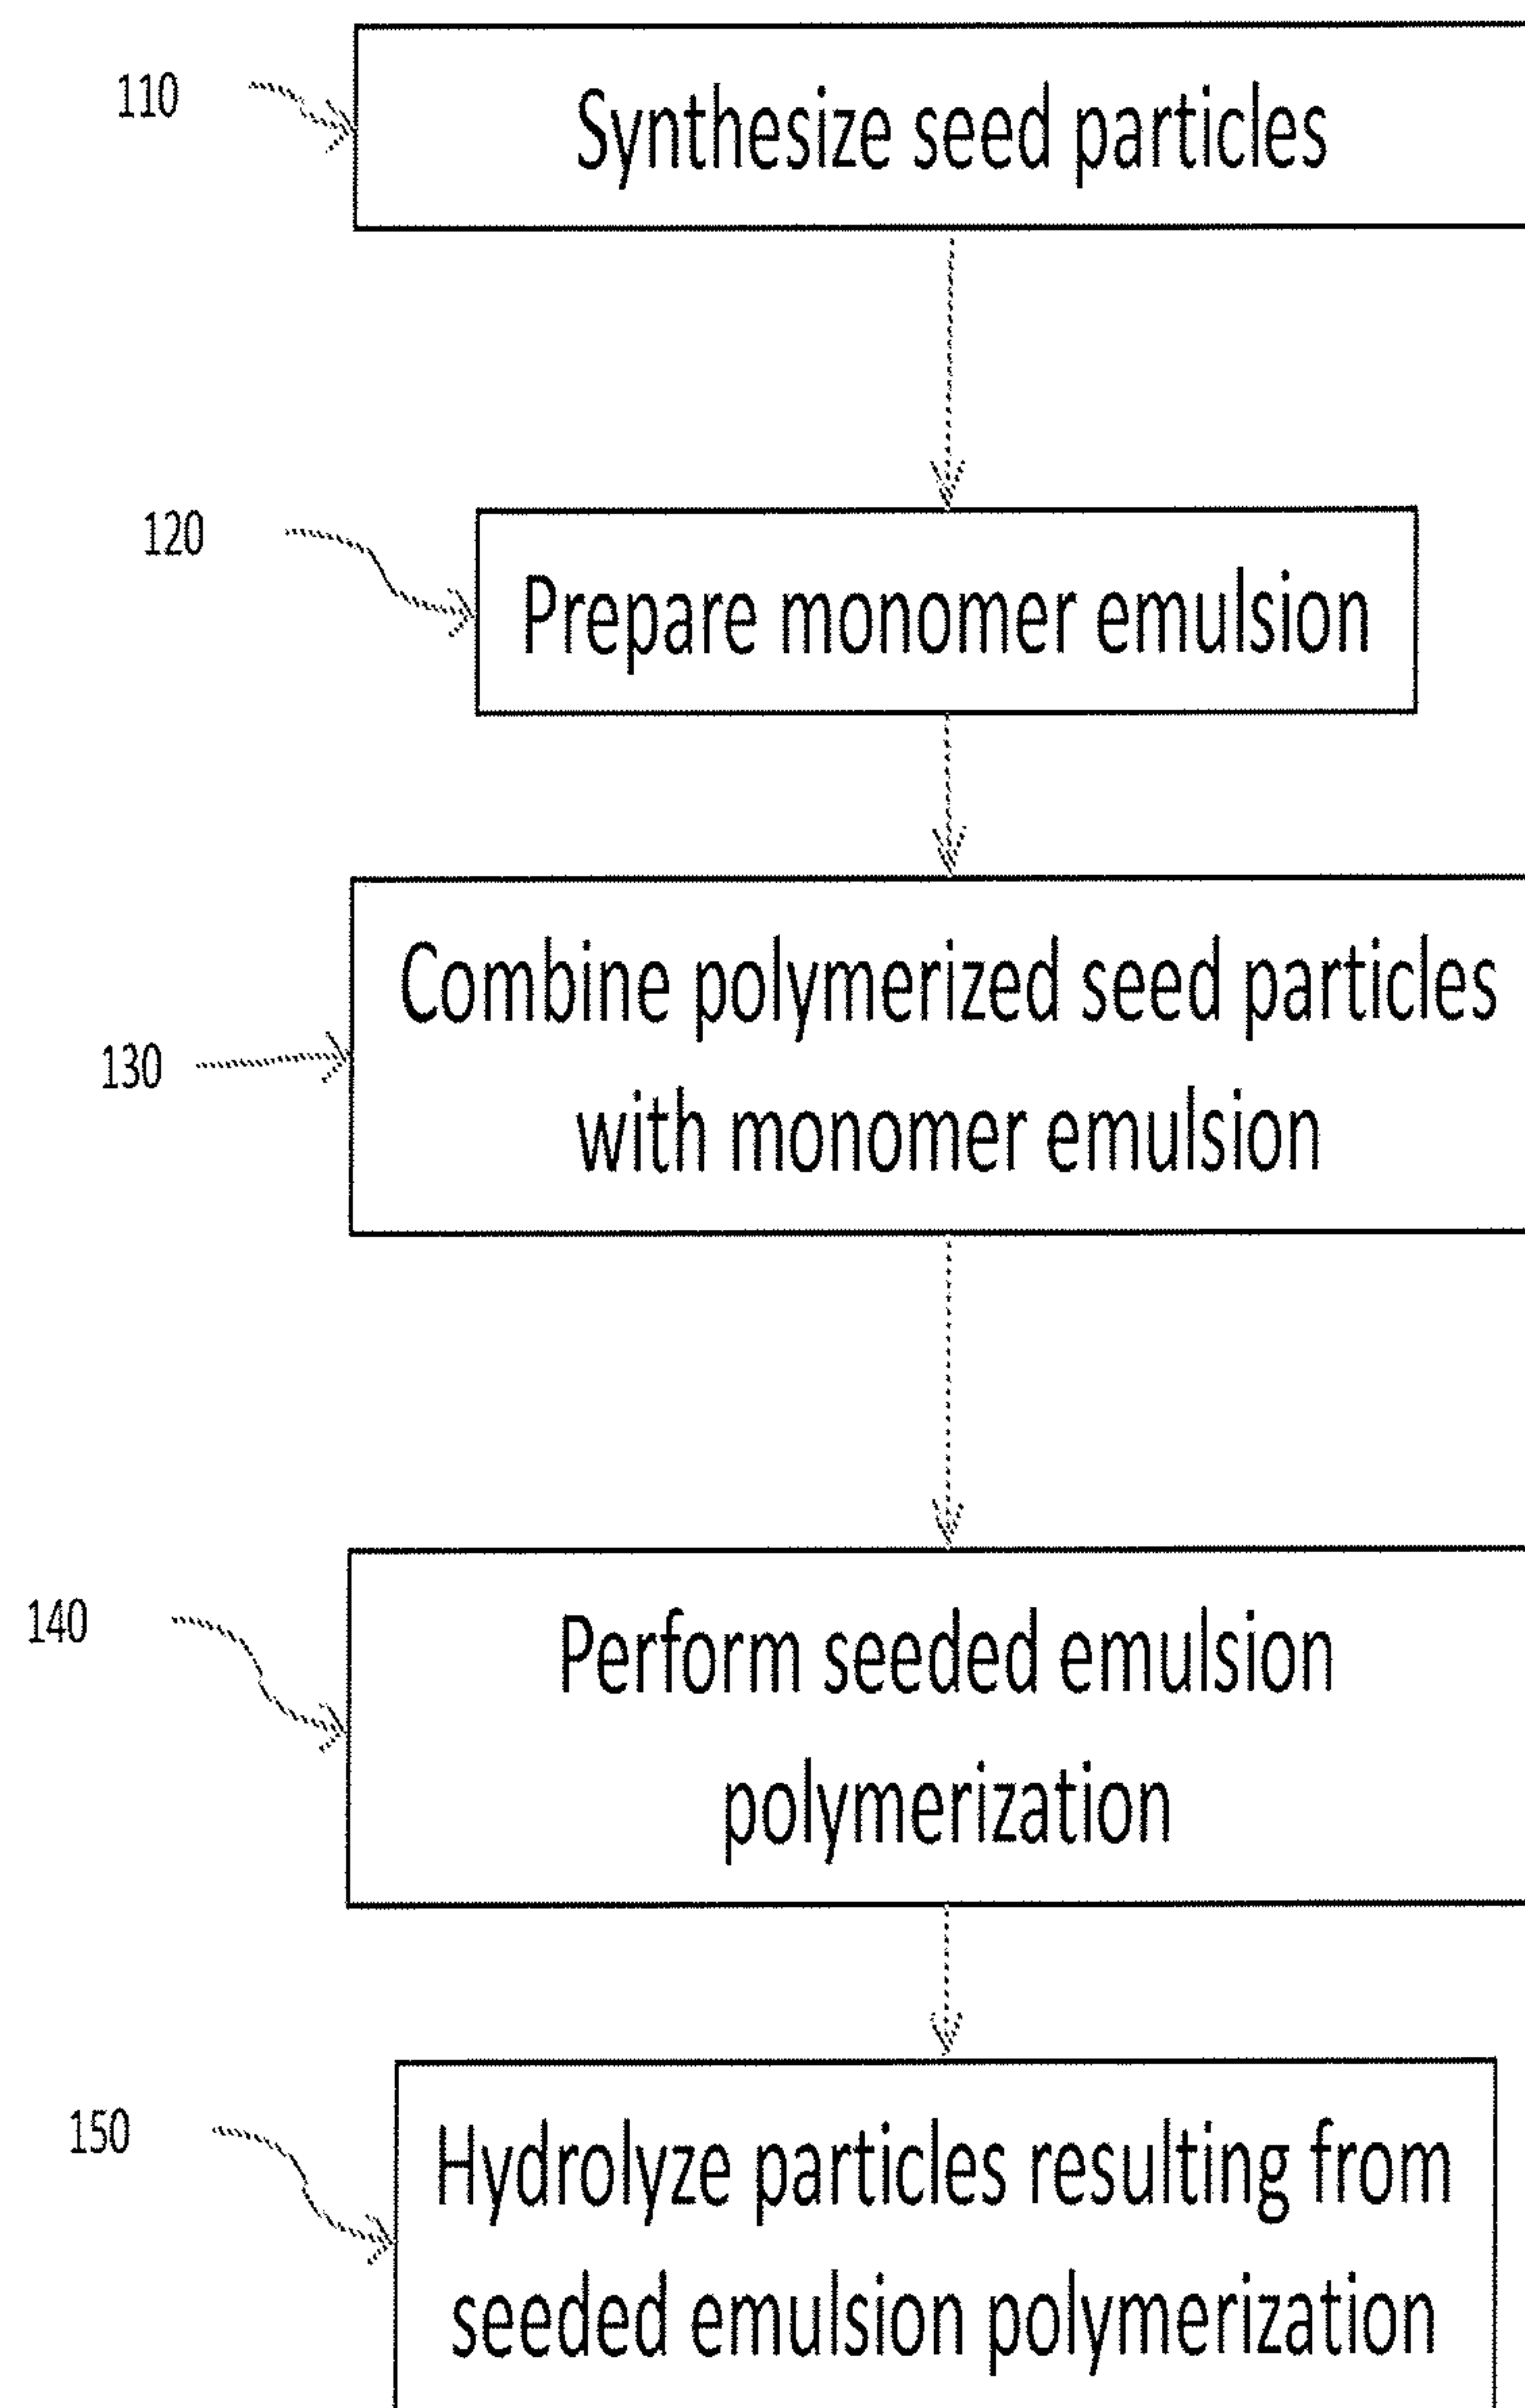 110
Synthesize seed particles
120
Prepare monomer emulsion
Combine polymerized seed particles
130
with monomer emulsion
140
Perform seeded emulsion
polymerization
150
Hydrolyze particles resulting from
seeded emulsion polymerization